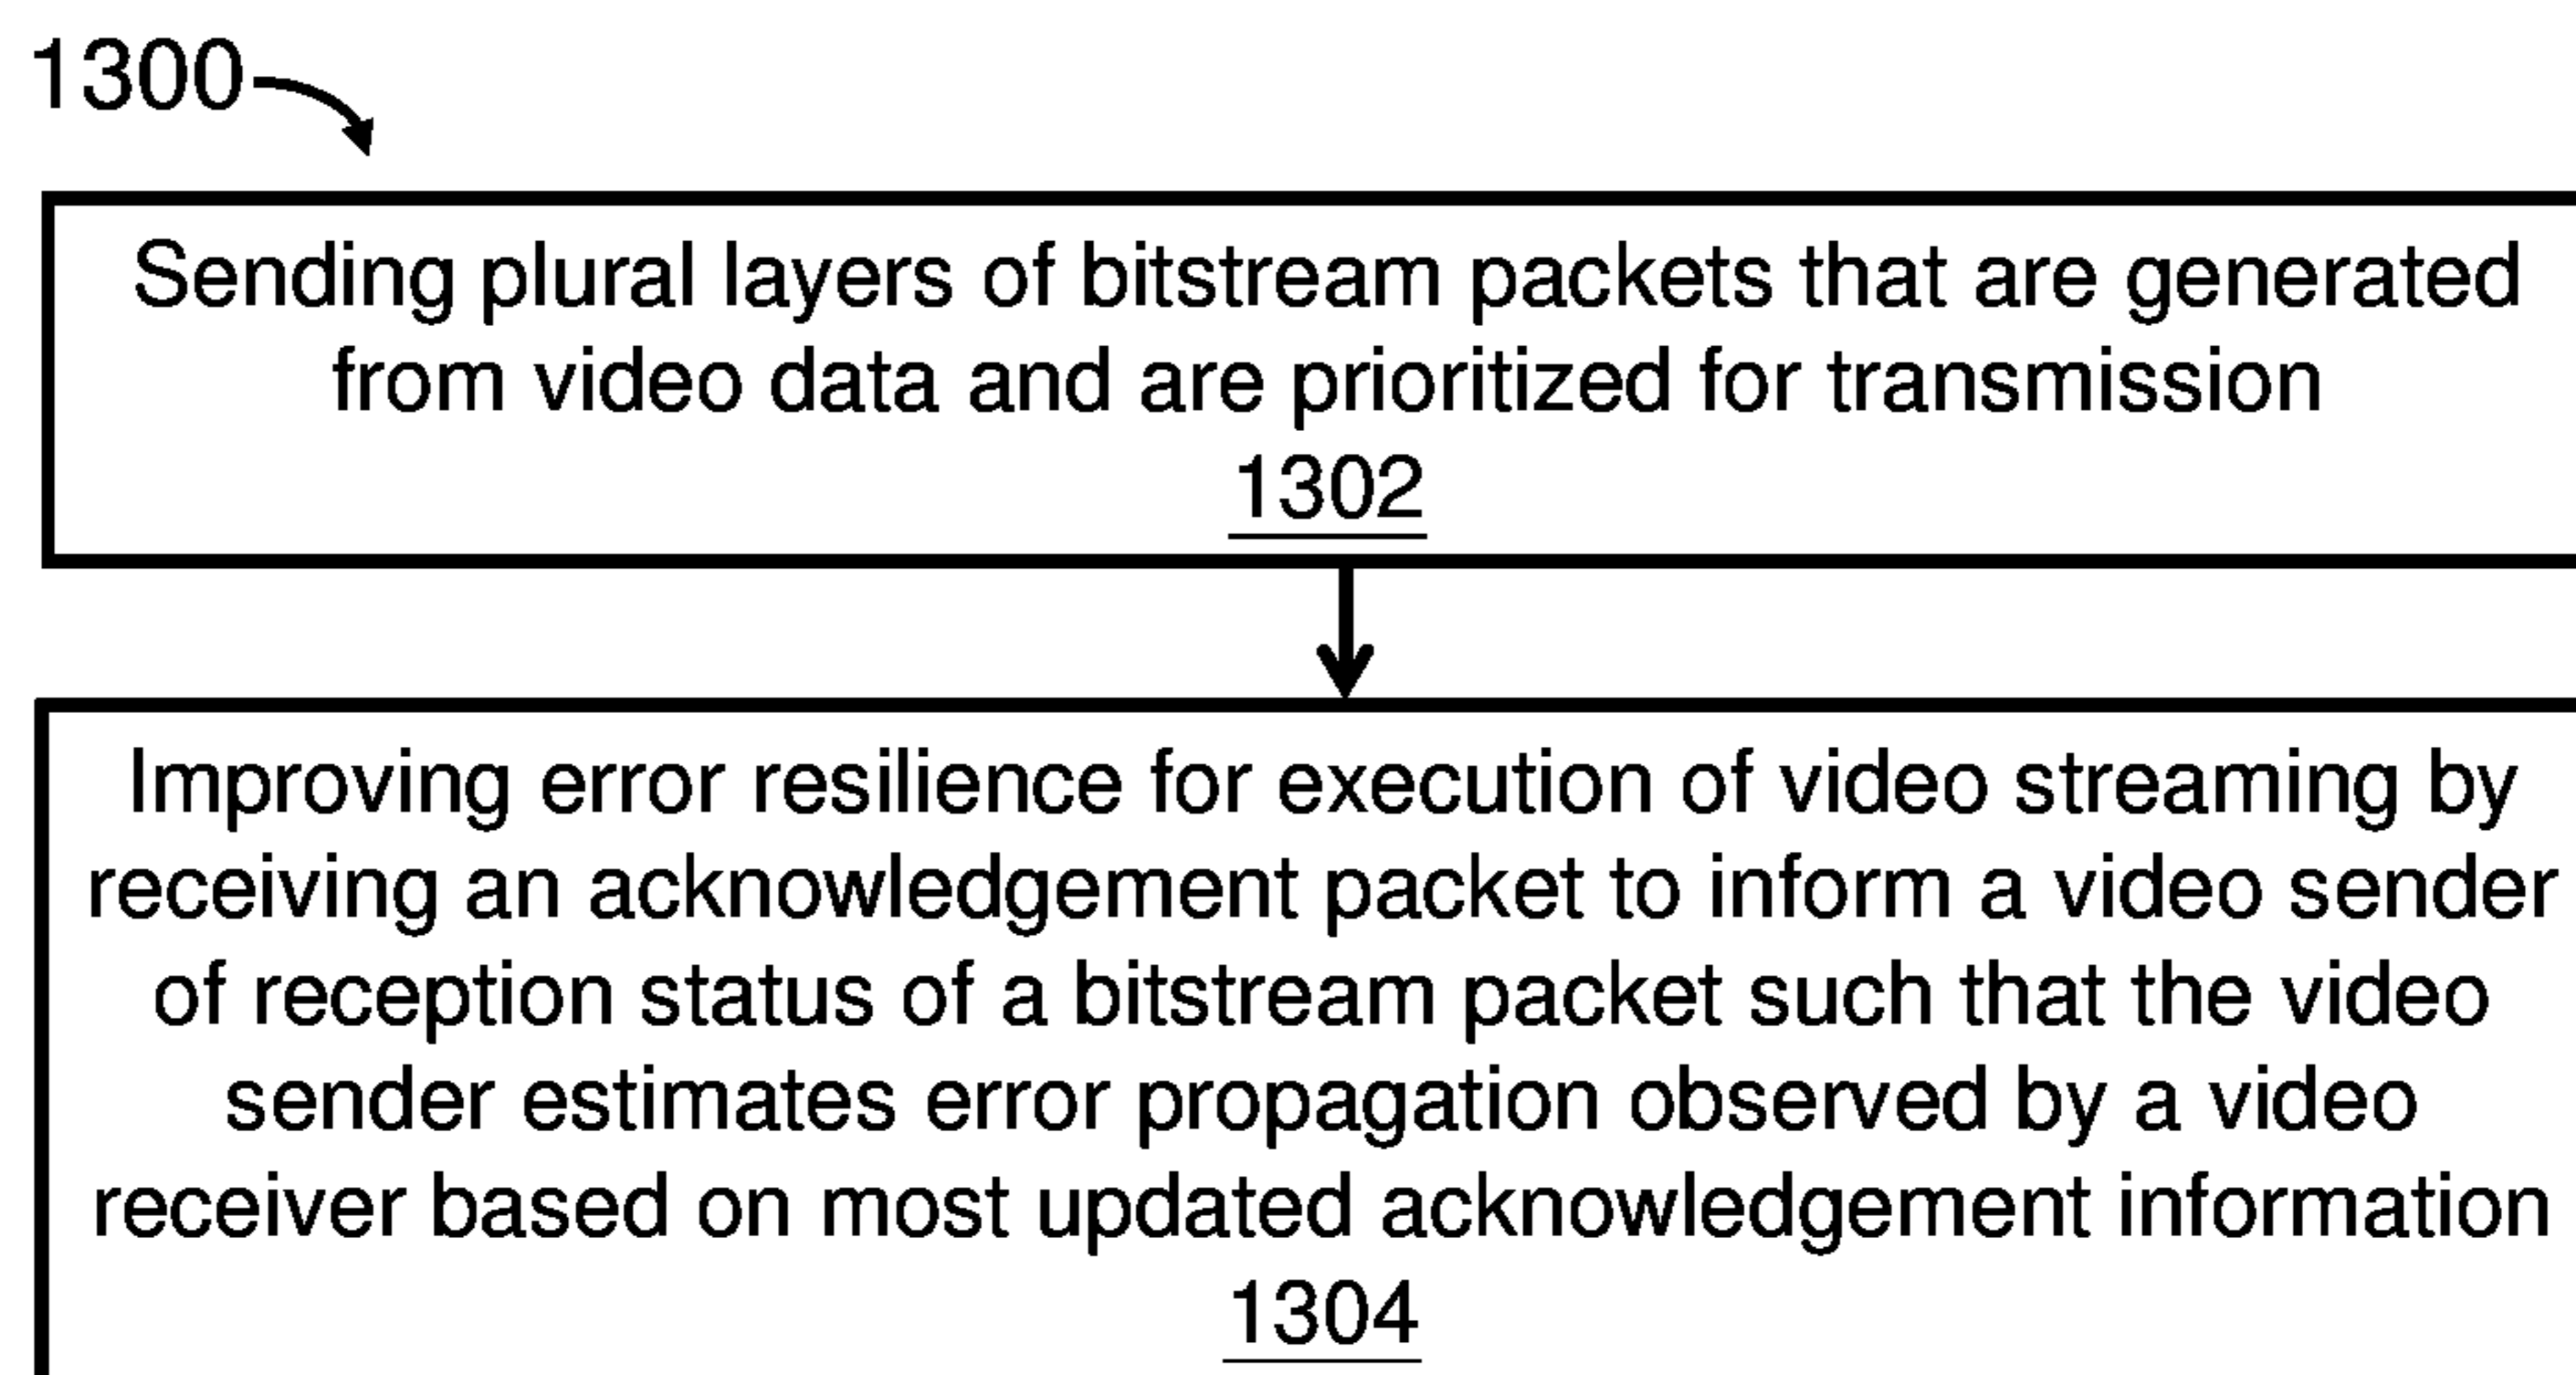 1300
Sending plural layers of bitstream packets that are generated
from video data and are prioritized for transmission
1302
Improving error resilience for execution of video streaming by
receiving an acknowledgement packet to inform a video sender
of reception status of a bitstream packet such that the video
sender estimates error propagation observed by a video
receiver based on most updated acknowledgement information
1304